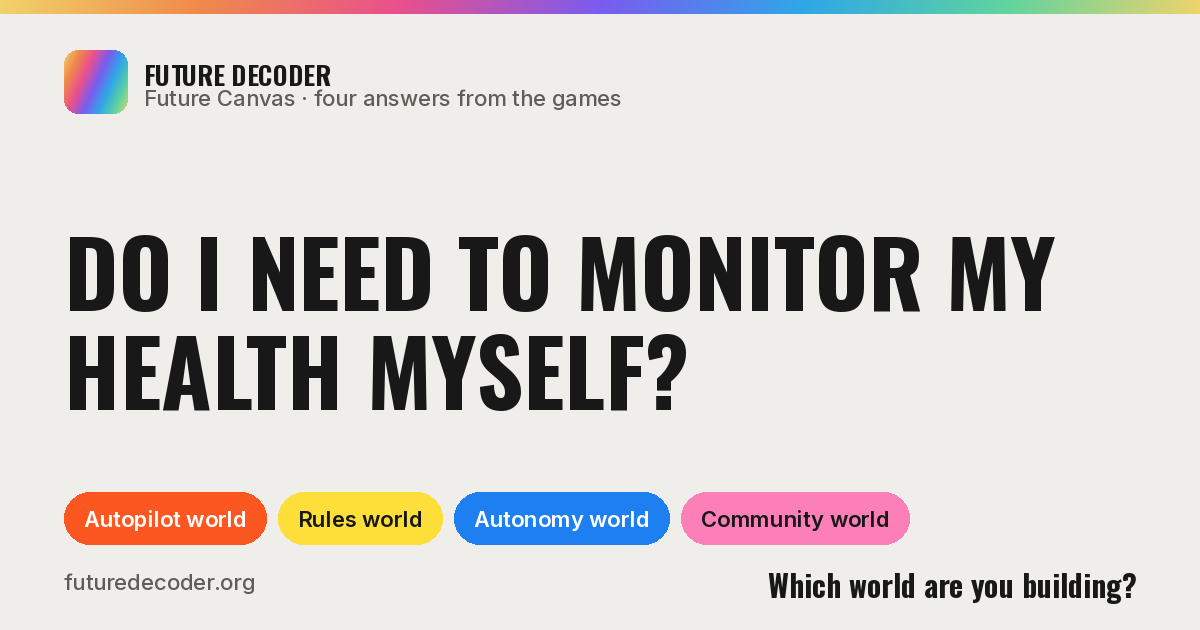 FUTURE DECODER
Future Canvas · four answers from the games
DO I NEED TO MONITOR MY
HEALTH MYSELF?
Autopilot world
Rules world
Autonomy world
Community world
futuredecoder.org
Which world are you building?